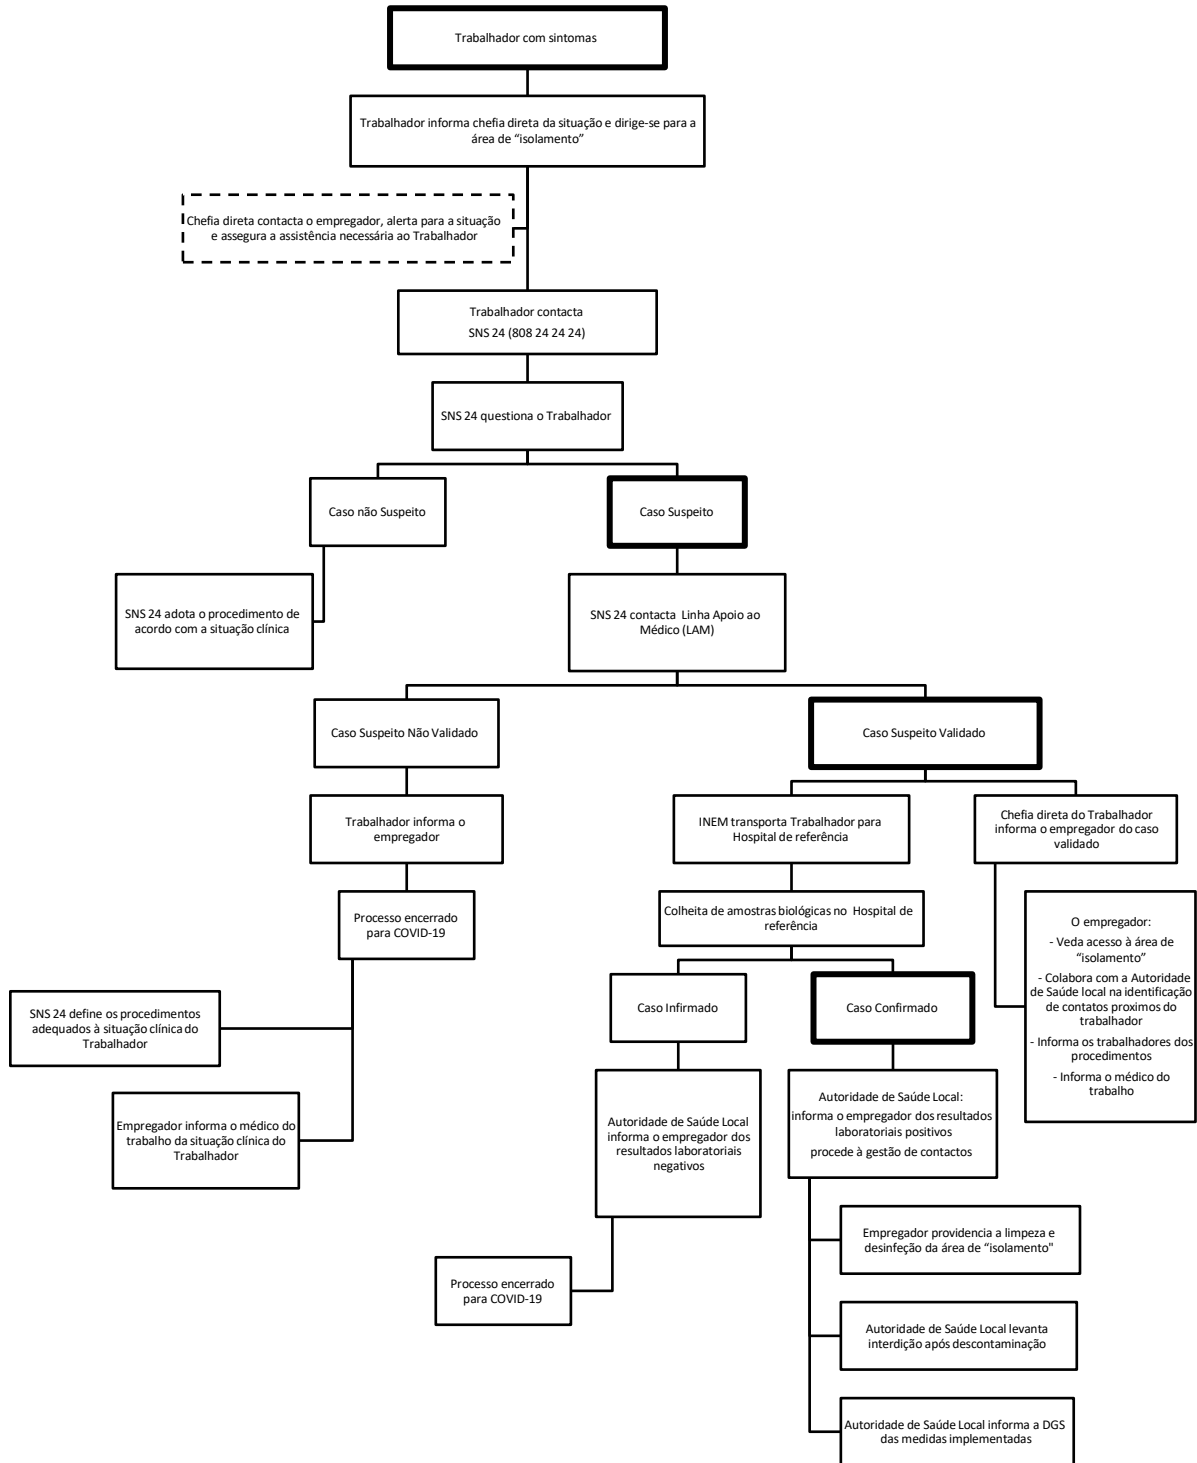 Trabalhador com sintomas
Trabalhador informa chefia direta da situação e dirige-se para a
área de “isolamento”
Chefia direta contacta o empregador, alerta para a situação
e assegura a assistência necessária ao Trabalhador
Trabalhador contacta
SNS 24 (808 24 24 24)
SNS 24 questiona o Trabalhador
Caso não Suspeito
Caso Suspeito
SNS 24 adota o procedimento de
acordo com a situação clínica
SNS 24 contacta Linha Apoio ao
Médico (LAM)
Caso Suspeito Não Validado
Caso Suspeito Validado
Trabalhador informa o
empregador
INEM transporta Trabalhador para
Hospital de referência
Chefia direta do Trabalhador
informa o empregador do caso
validado
Processo encerrado
para COVID-19
Colheita de amostras biológicas no Hospital de
referência
O empregador:
- Veda acesso à área de
“isolamento”
- Colabora com a Autoridade
de Saúde local na identificação
de contatos proximos do
trabalhador
- Informa os trabalhadores dos
procedimentos
- Informa o médico do
trabalho
SNS 24 define os procedimentos
adequados à situação clínica do
Trabalhador
Caso Infirmado
Caso Confirmado
Empregador informa o médico do
trabalho da situação clínica do
Trabalhador
Autoridade de Saúde Local
informa o empregador dos
resultados laboratoriais
negativos
Autoridade de Saúde Local:
informa o empregador dos resultados
laboratoriais positivos
procede à gestão de contactos
Processo encerrado
para COVID-19
Empregador providencia a limpeza e
desinfeção da área de “isolamento"
Autoridade de Saúde Local levanta
interdição após descontaminação
Autoridade de Saúde Local informa a DGS
das medidas implementadas